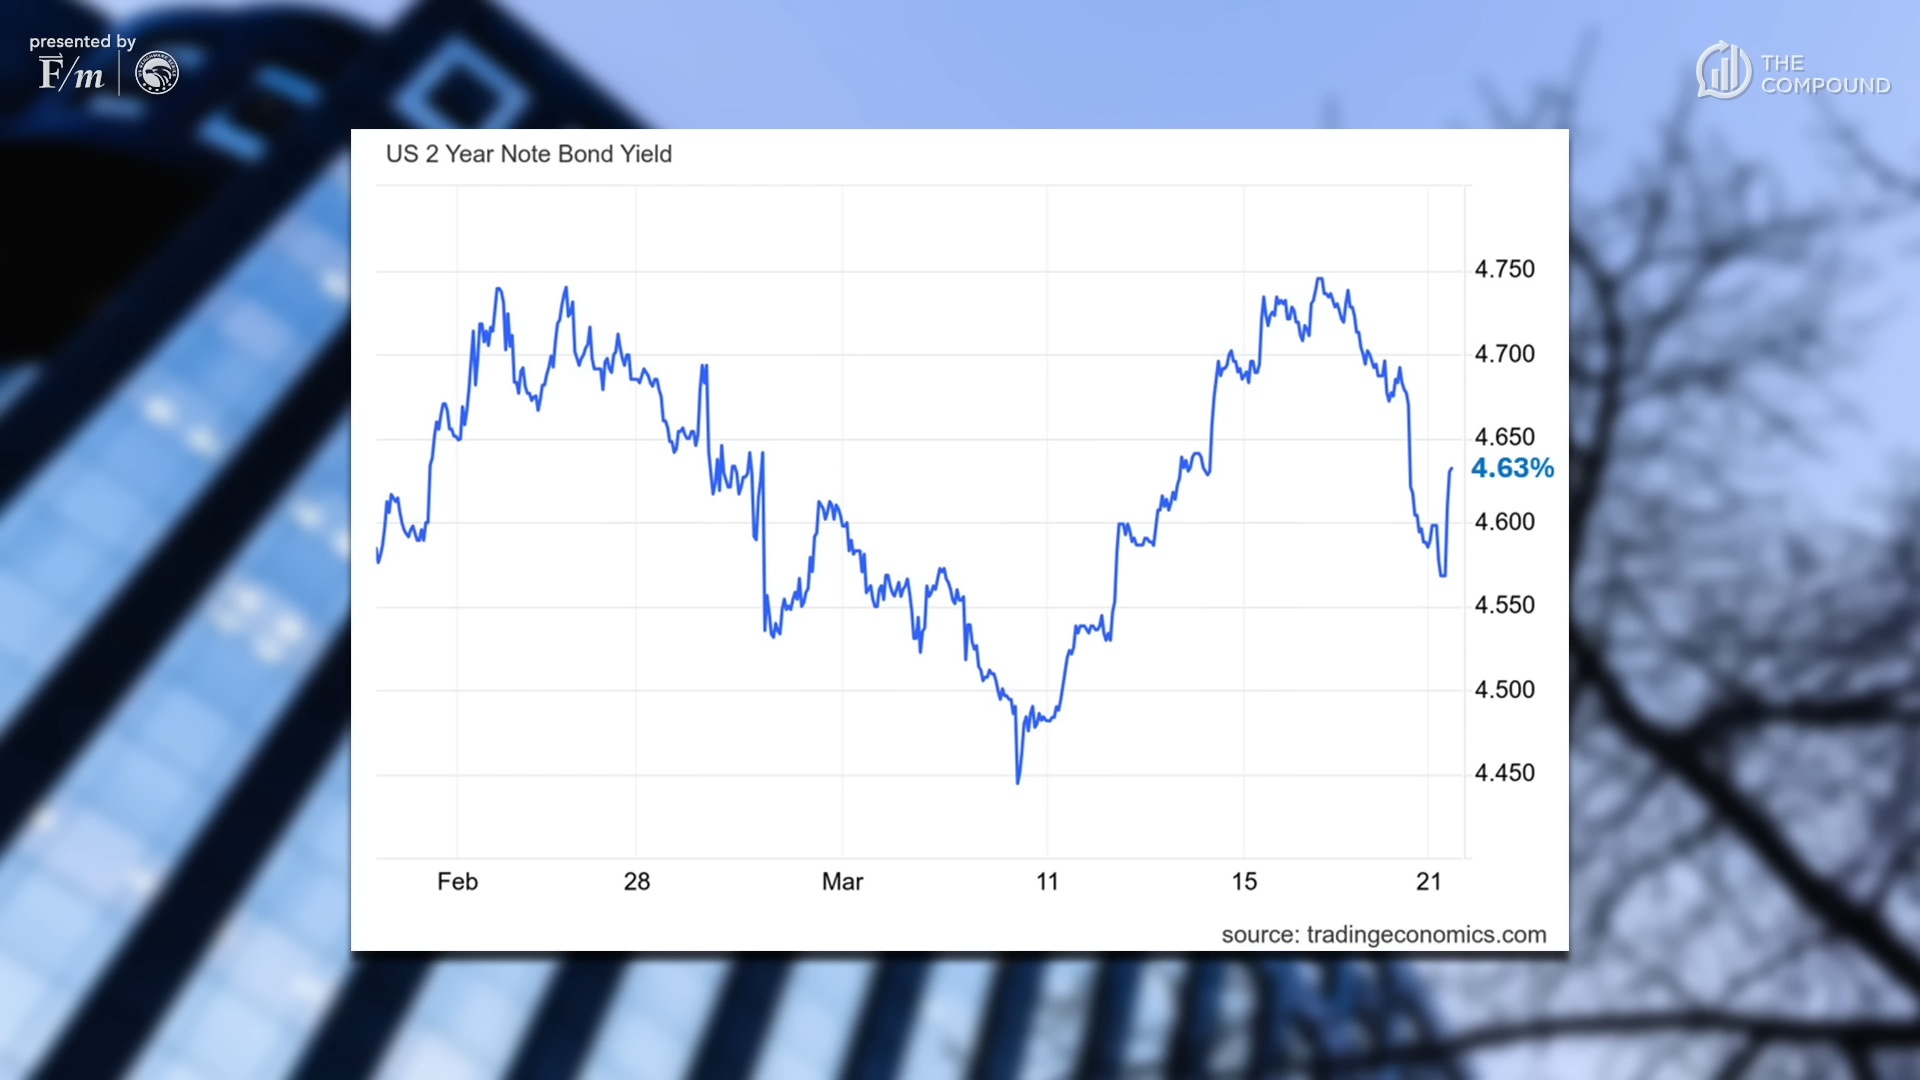 presented by
F/m
THE
COMPOUND
US 2 Year Note Bond Yield
4.750
4.700
4.650
4.63%
4.600
4.550
4.500
4.450
Feb 28 Mar 11 15 21
source: tradingeconomics.com